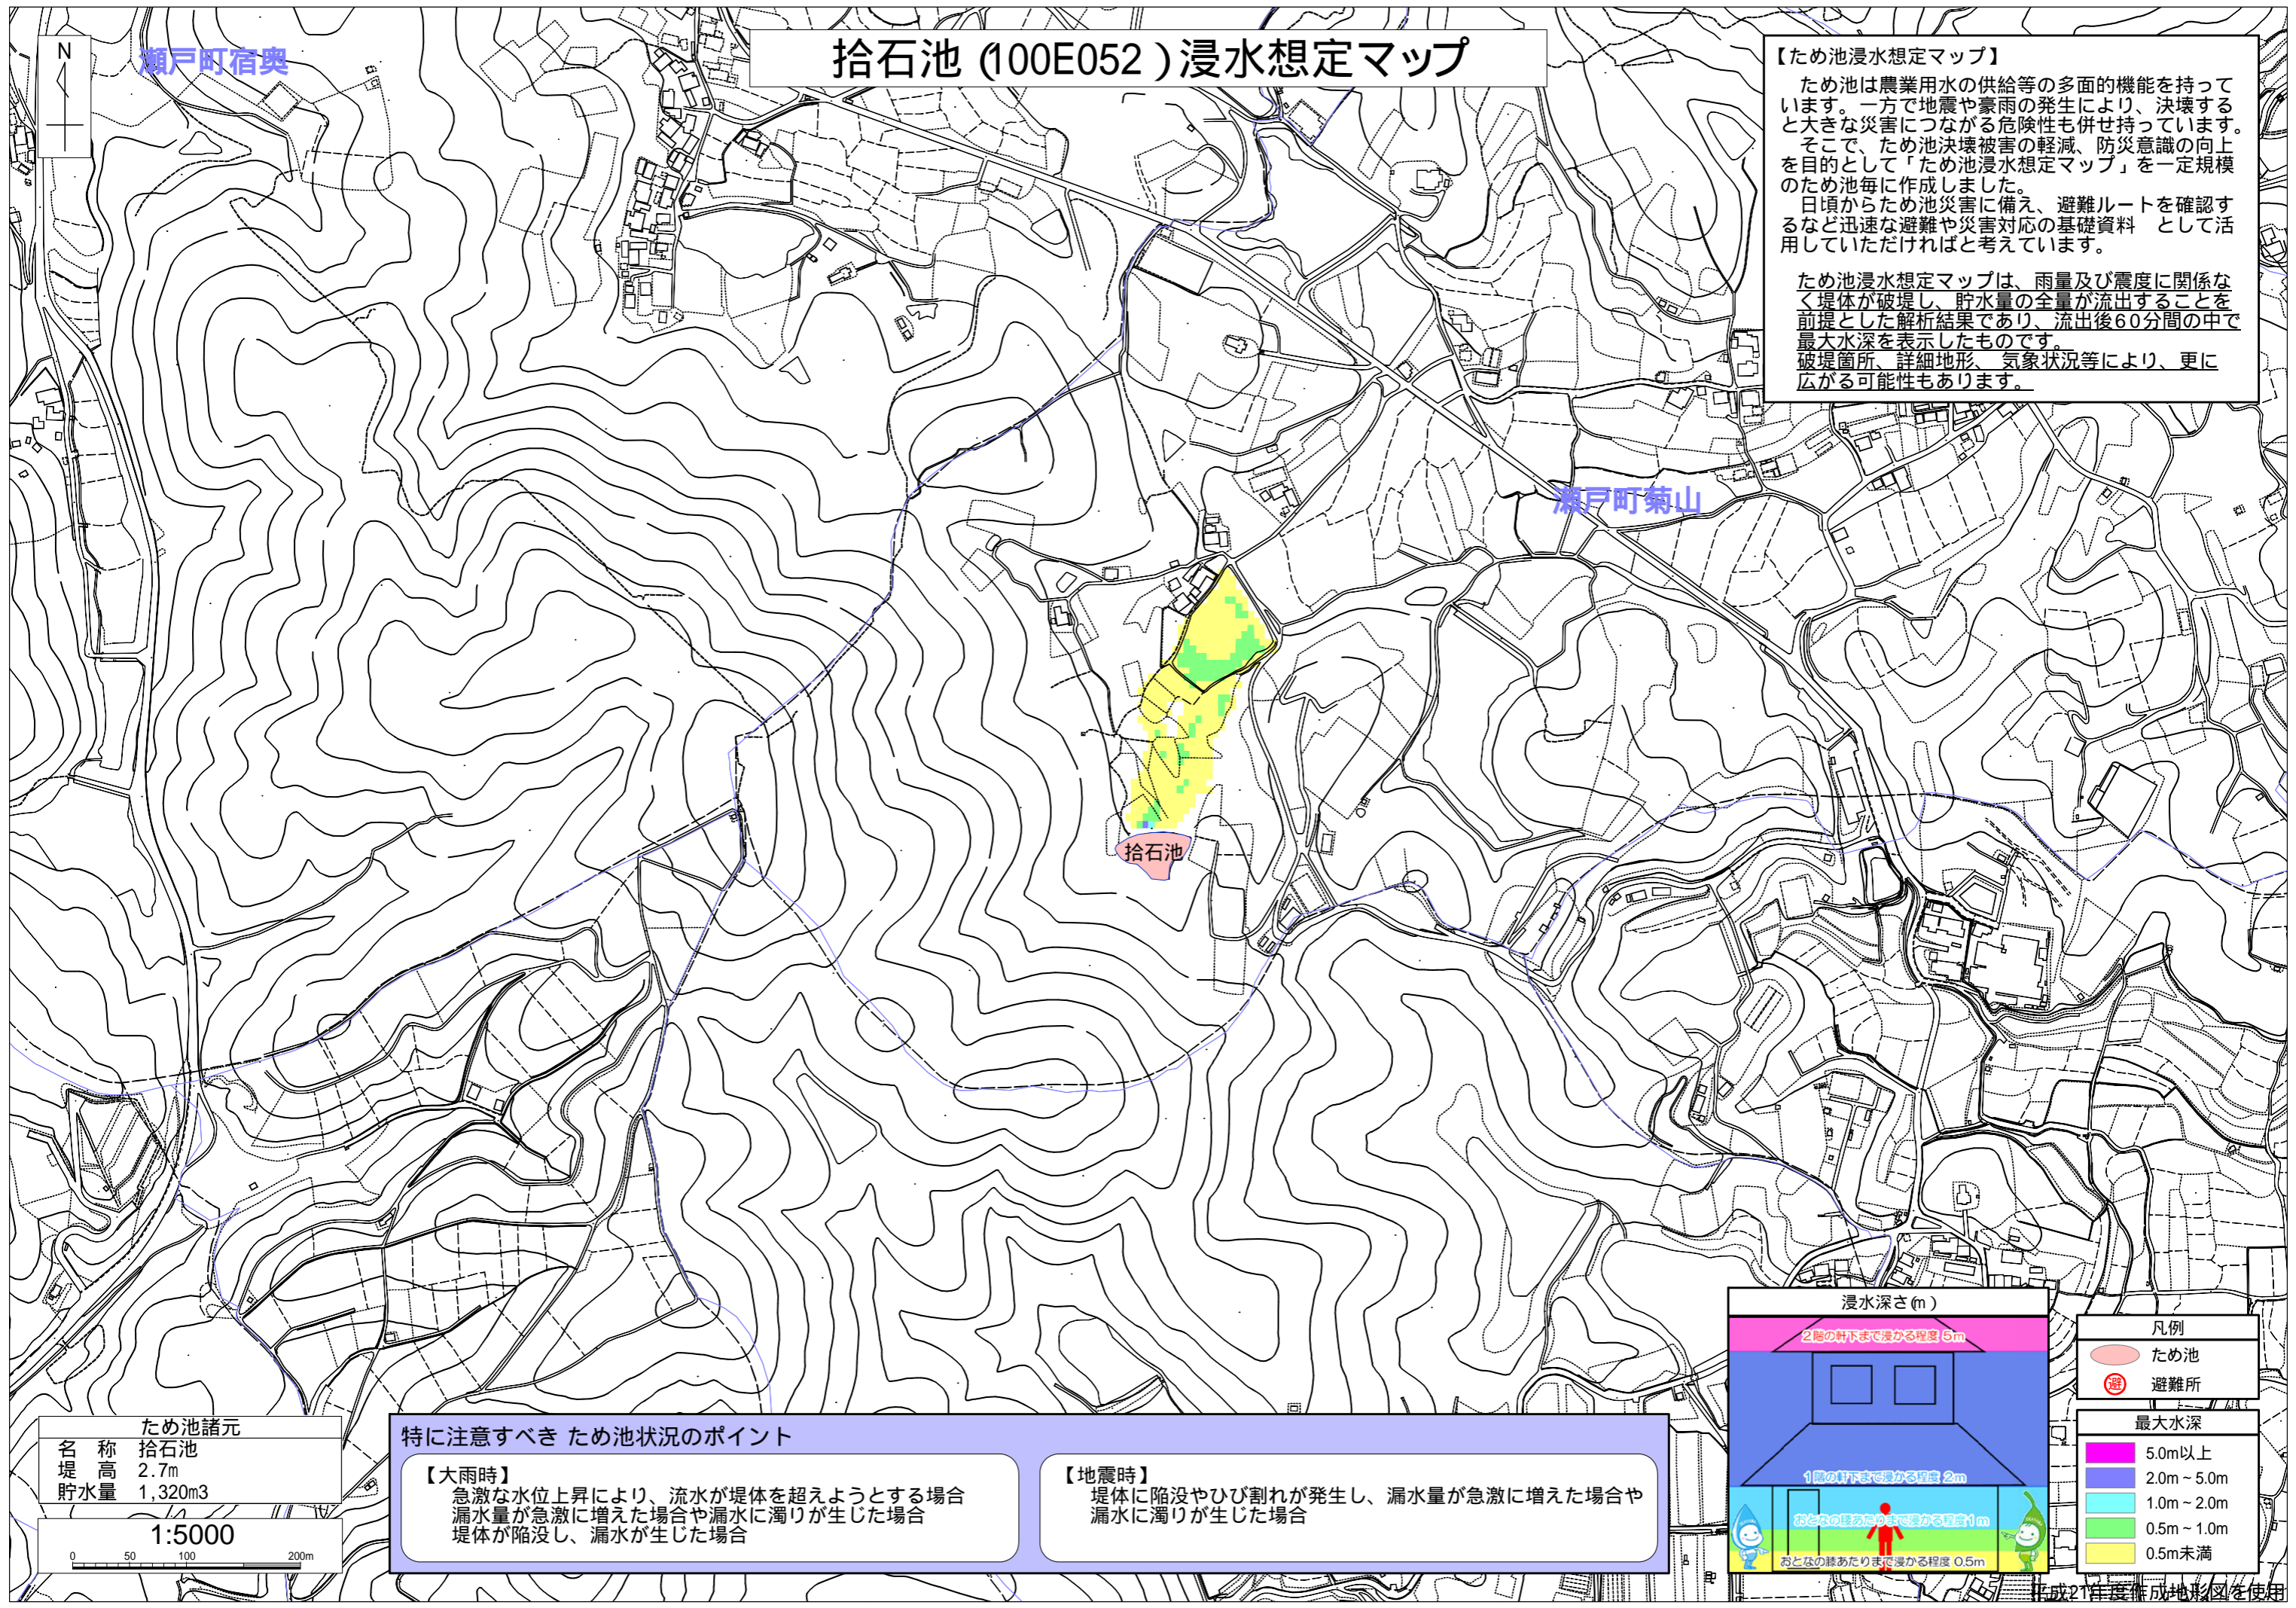 拾石池 (100E052 ) 浸水想定マップ
N
瀬戸町宿奥
【ため池浸水想定マップ】
ため池は農業用水の供給等の多面的機能を持って
います。一方で地震や豪雨の発生により、決壊する
と大きな災害につながる危険性も併せ持っています。
そこで、ため池決壊被害の軽減、防災意識の向上
を目的として「ため池浸水想定マップ」を一定規模
のため池毎に作成しました。
日頃からため池災害に備え、避難ルートを確認す
るなど迅速な避難や災害対応の基礎資料　として活
用していただければと考えています。
ため池浸水想定マップは、雨量及び震度に関係な
く堤体が破堤し、貯水量の全量が流出することを
前提とした解析結果であり、流出後60分間の中で
最大水深を表示したものです。
破堤箇所、詳細地形、気象状況等により、更に
広がる可能性もあります。
瀬戸町菊山
拾石池
ため池諸元
名　称　拾石池
堤　高　2.7m
貯水量　1,320m3
1:5000
0 50 100 200m
特に注意すべき ため池状況のポイント
【大雨時】
急激な水位上昇により、流水が堤体を超えようとする場合
漏水量が急激に増えた場合や漏水に濁りが生じた場合
堤体が陥没し、漏水が生じた場合
【地震時】
堤体に陥没やひび割れが発生し、漏水量が急激に増えた場合や
漏水に濁りが生じた場合
浸水深さ(m)
2階の軒下まで浸かる程度 5m
1階の軒下まで浸かる程度 2m
おとなの腰あたりまで浸かる程度1m
おとなの膝あたりまで浸かる程度 0.5m
凡例
ため池
避 避難所
最大水深
5.0m以上
2.0m~5.0m
1.0m~2.0m
0.5m~1.0m
0.5m未満
平成21年度作成地形図を使用